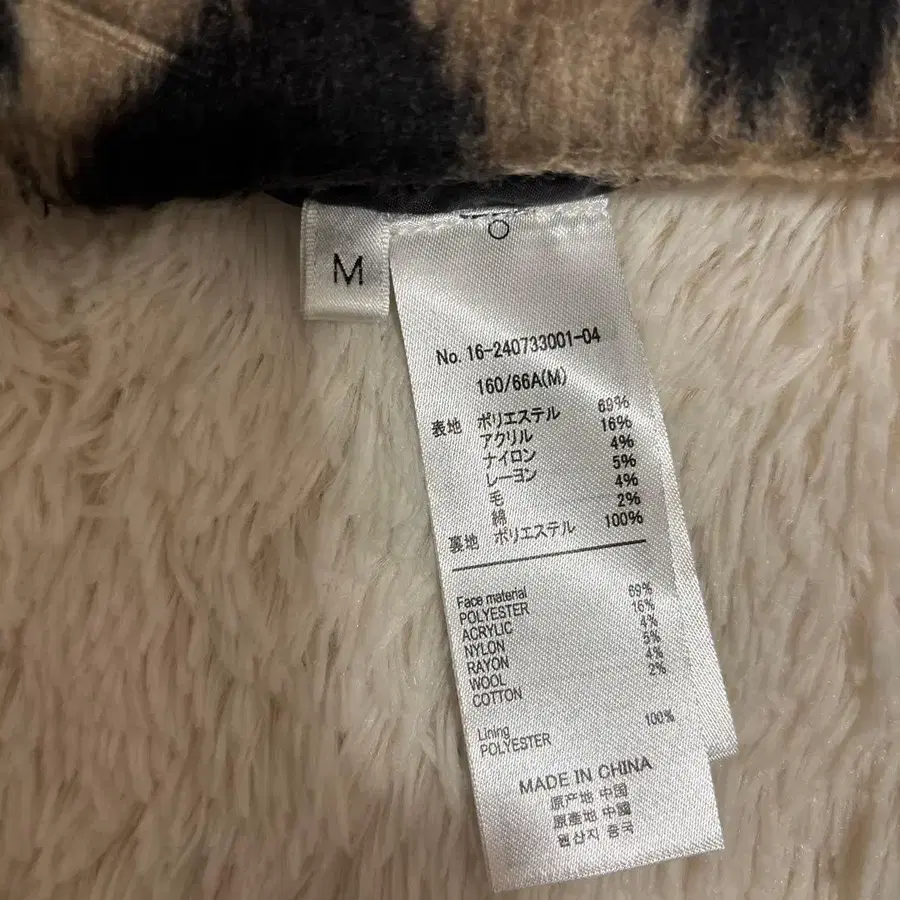 M
No. 16-240733001-04
160/66A(M)
表地 ポリエステル 69%
アクリル 16%
ナイロン 4%
レーヨン 5%
毛 4%
綿 2%
裏地 ポリエステル 100%
Face material
POLYESTER 69%
ACRYLIC 16%
NYLON 4%
RAYON 5%
WOOL 4%
COTTON 2%
Lining
POLYESTER 100%
MADE IN CHINA
原产地 中国
原產地 中國
원산지 중국